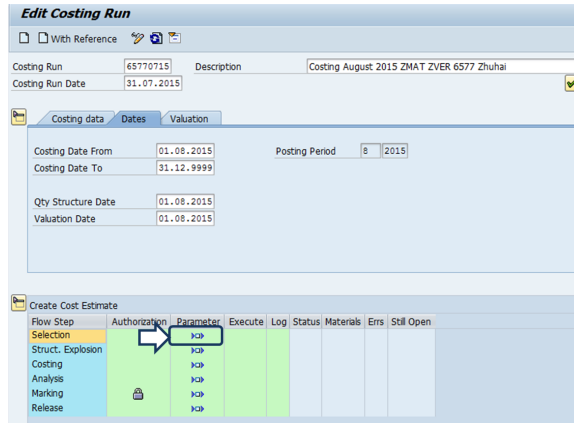 Edit Costing Run
With Reference
Costing Run 65770715 Description Costing August 2015 ZMAT ZVER 6577 Zhuhai
Costing Run Date 31.07.2015
Costing data Dates Valuation
Costing Date From 01.08.2015 Posting Period 8 2015
Costing Date To 31.12.9999
Qty Structure Date 01.08.2015
Valuation Date 01.08.2015
Create Cost Estimate
Flow Step Authorization Parameter Execute Log Status Materials Errs Still Open
Selection
Struct. Explosion
Costing
Analysis
Marking
Release